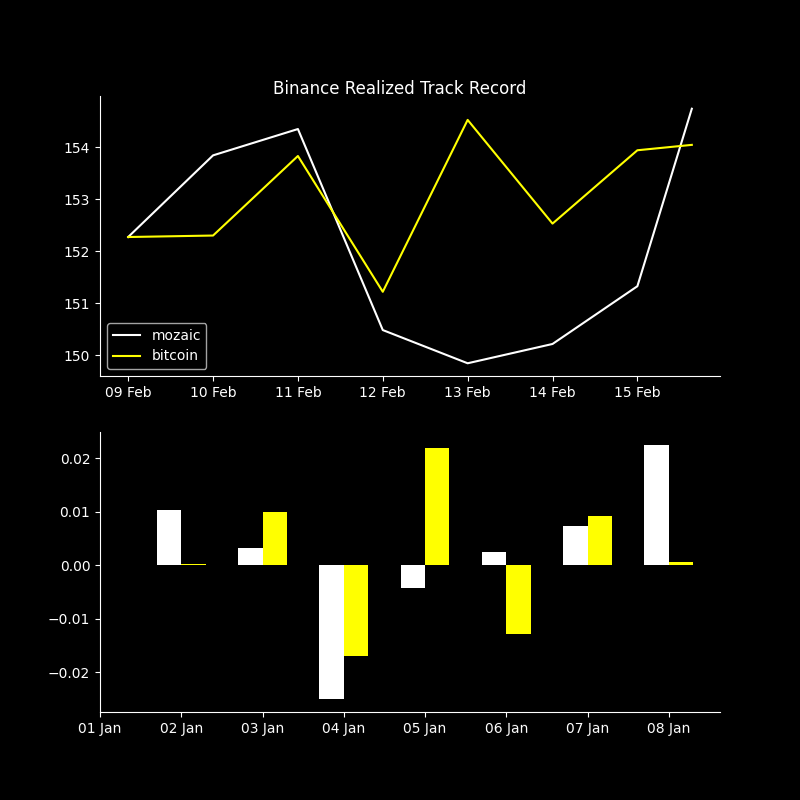 Binance Realized Track Record
154
153
152
151
150
mozaic
bitcoin
09 Feb 10 Feb 11 Feb 12 Feb 13 Feb 14 Feb 15 Feb
0.02
0.01
0.00
−0.01
−0.02
01 Jan 02 Jan 03 Jan 04 Jan 05 Jan 06 Jan 07 Jan 08 Jan